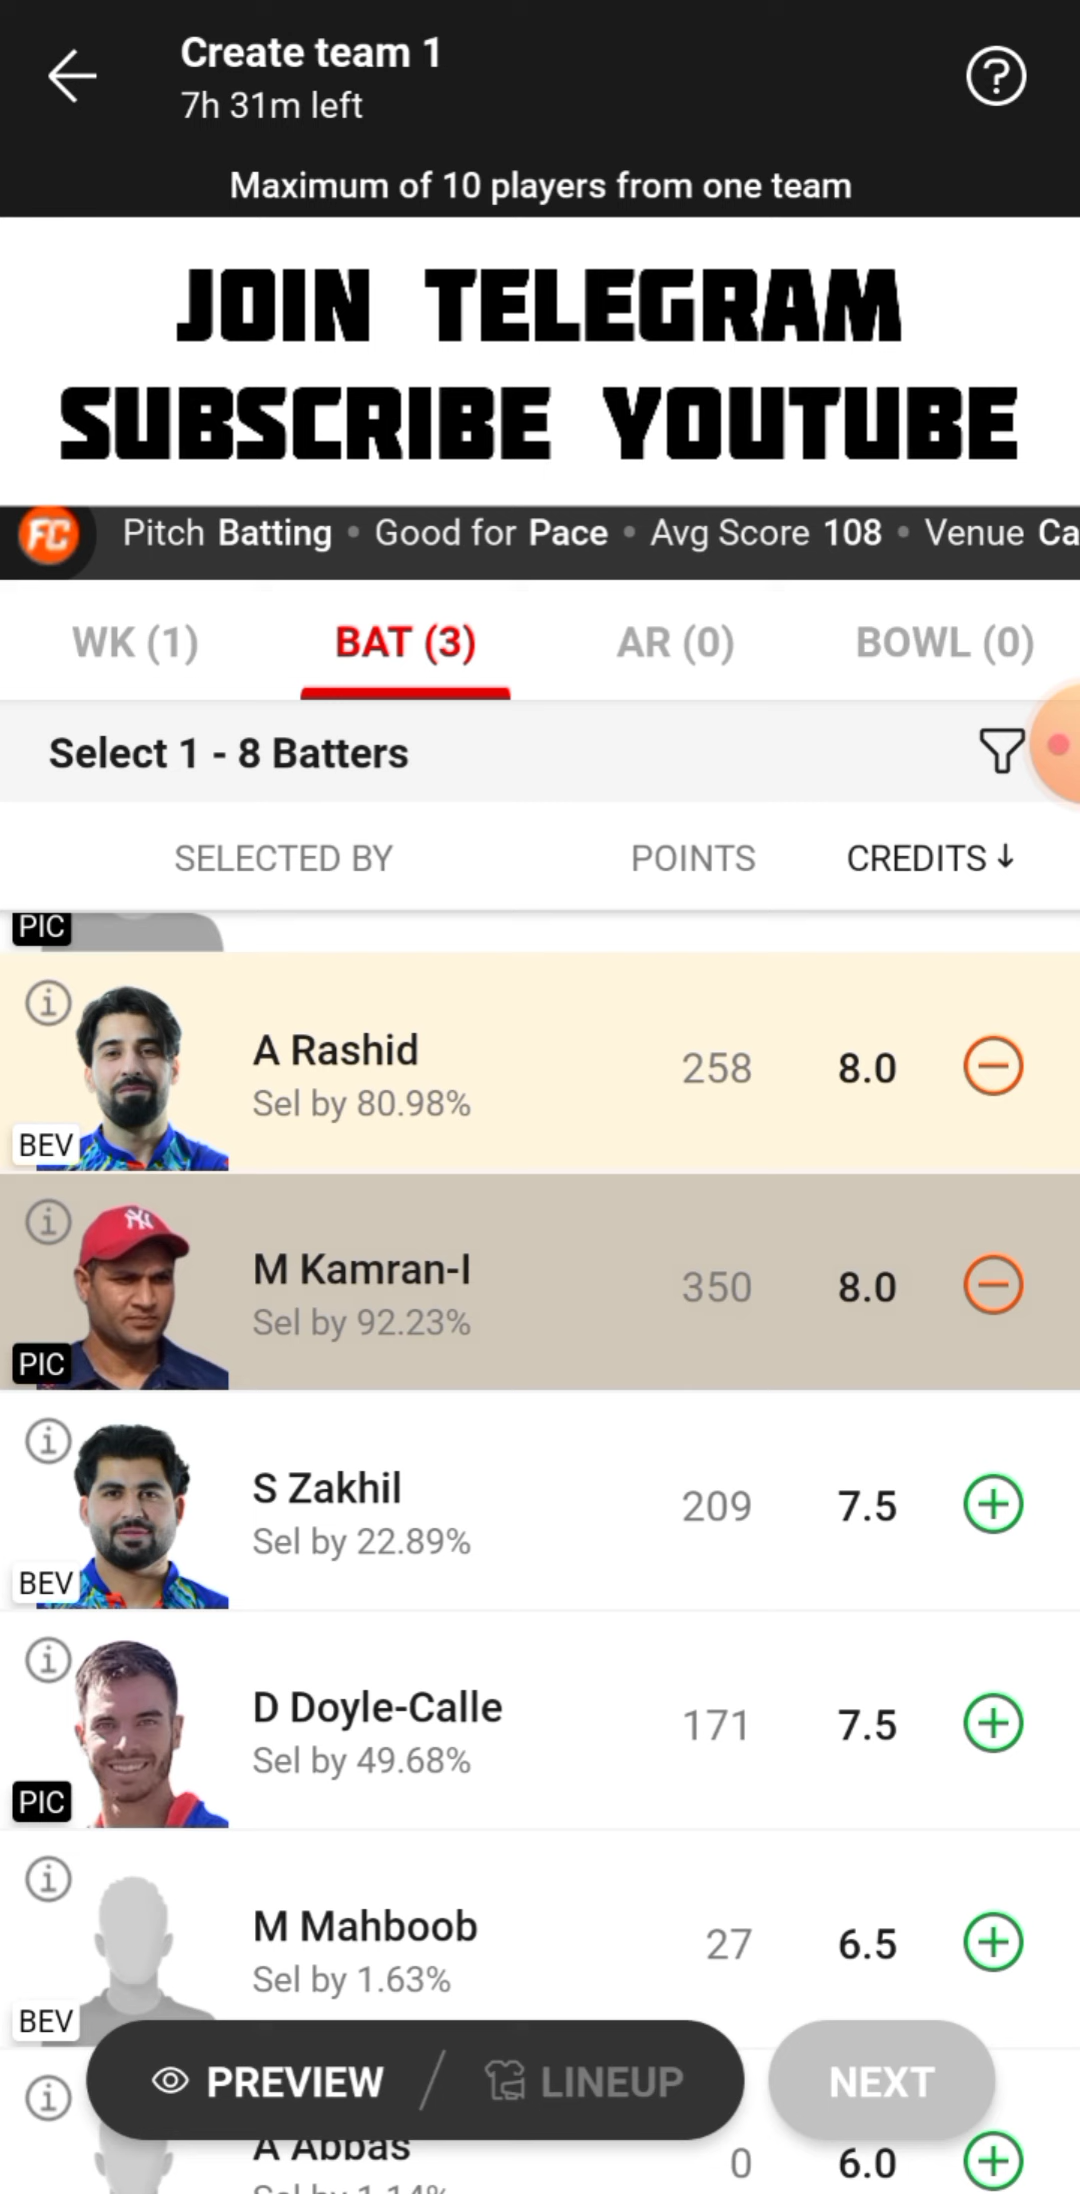 Create team 1
7h 31m left
Maximum of 10 players from one team
JOIN TELEGRAM
SUBSCRIBE YOUTUBE
FC Pitch Batting • Good for Pace • Avg Score 108 • Venue Ca
WK (1) BAT (3) AR (0) BOWL (0)
Select 1 - 8 Batters
SELECTED BY POINTS CREDITS ↓
PIC
A Rashid 258 8.0
Sel by 80.98%
BEV
M Kamran-I 350 8.0
Sel by 92.23%
PIC
S Zakhil 209 7.5
Sel by 22.89%
BEV
D Doyle-Calle 171 7.5
Sel by 49.68%
PIC
M Mahboob 27 6.5
Sel by 1.63%
BEV
PREVIEW / LINEUP NEXT
A Abbas 0 6.0
Sel by 1.14%